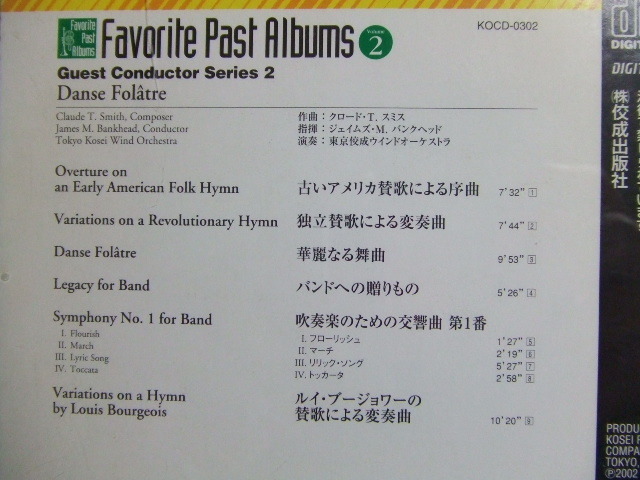 Favorite Past Albums
Favorite Past Albums
Volume 2
KOCD-0302
Guest Conductor Series 2
Danse Folâtre
Claude T. Smith, Composer 作曲：クロード・T. スミス
James M. Bankhead, Conductor 指揮：ジェイムズ・M. バンクヘッド
Tokyo Kosei Wind Orchestra 演奏：東京佼成ウインドオーケストラ
Overture on
an Early American Folk Hymn 古いアメリカ賛歌による序曲 7'32" 1
Variations on a Revolutionary Hymn 独立賛歌による変奏曲 7'44" 2
Danse Folâtre 華麗なる舞曲 9'53" 3
Legacy for Band バンドへの贈りもの 5'26" 4
Symphony No. 1 for Band 吹奏楽のための交響曲 第1番
I. Flourish I. フローリッシュ 1'27" 5
II. March II. マーチ 2'19" 6
III. Lyric Song III. リリック・ソング 5'27" 7
IV. Toccata IV. トッカータ 2'58" 8
Variations on a Hymn ルイ・ブージョワーの
by Louis Bourgeois 賛歌による変奏曲 10'20" 9
DIGIT
DIGIT
㈱佼成出版社
PRODU
KOSEI P
COMPA
TOKYO,
Ⓟ2002